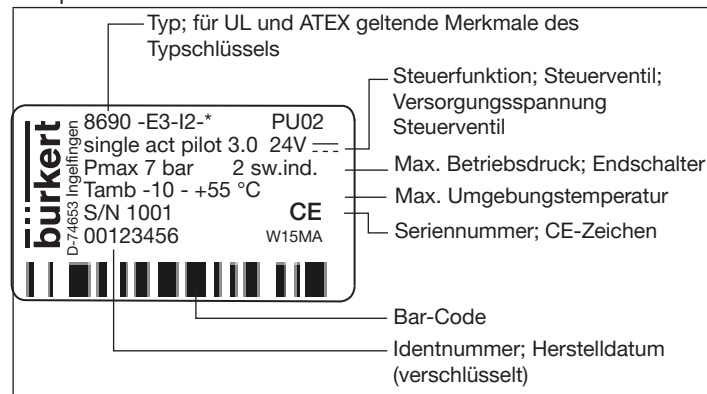 Typ; für UL und ATEX geltende Merkmale des
Typschlüssels
Steuerfunktion; Steuerventil;
Versorgungsspannung
Steuerventil
Max. Betriebsdruck; Endschalter
Max. Umgebungstemperatur
Seriennummer; CE-Zeichen
bürkert
D-74653 Ingelfingen
8690 -E3-I2-* PU02
single act pilot 3.0 24V
Pmax 7 bar 2 sw.ind.
Tamb -10 - +55 °C
S/N 1001 CE
00123456 W15MA
Bar-Code
Identnummer; Herstelldatum
(verschlüsselt)